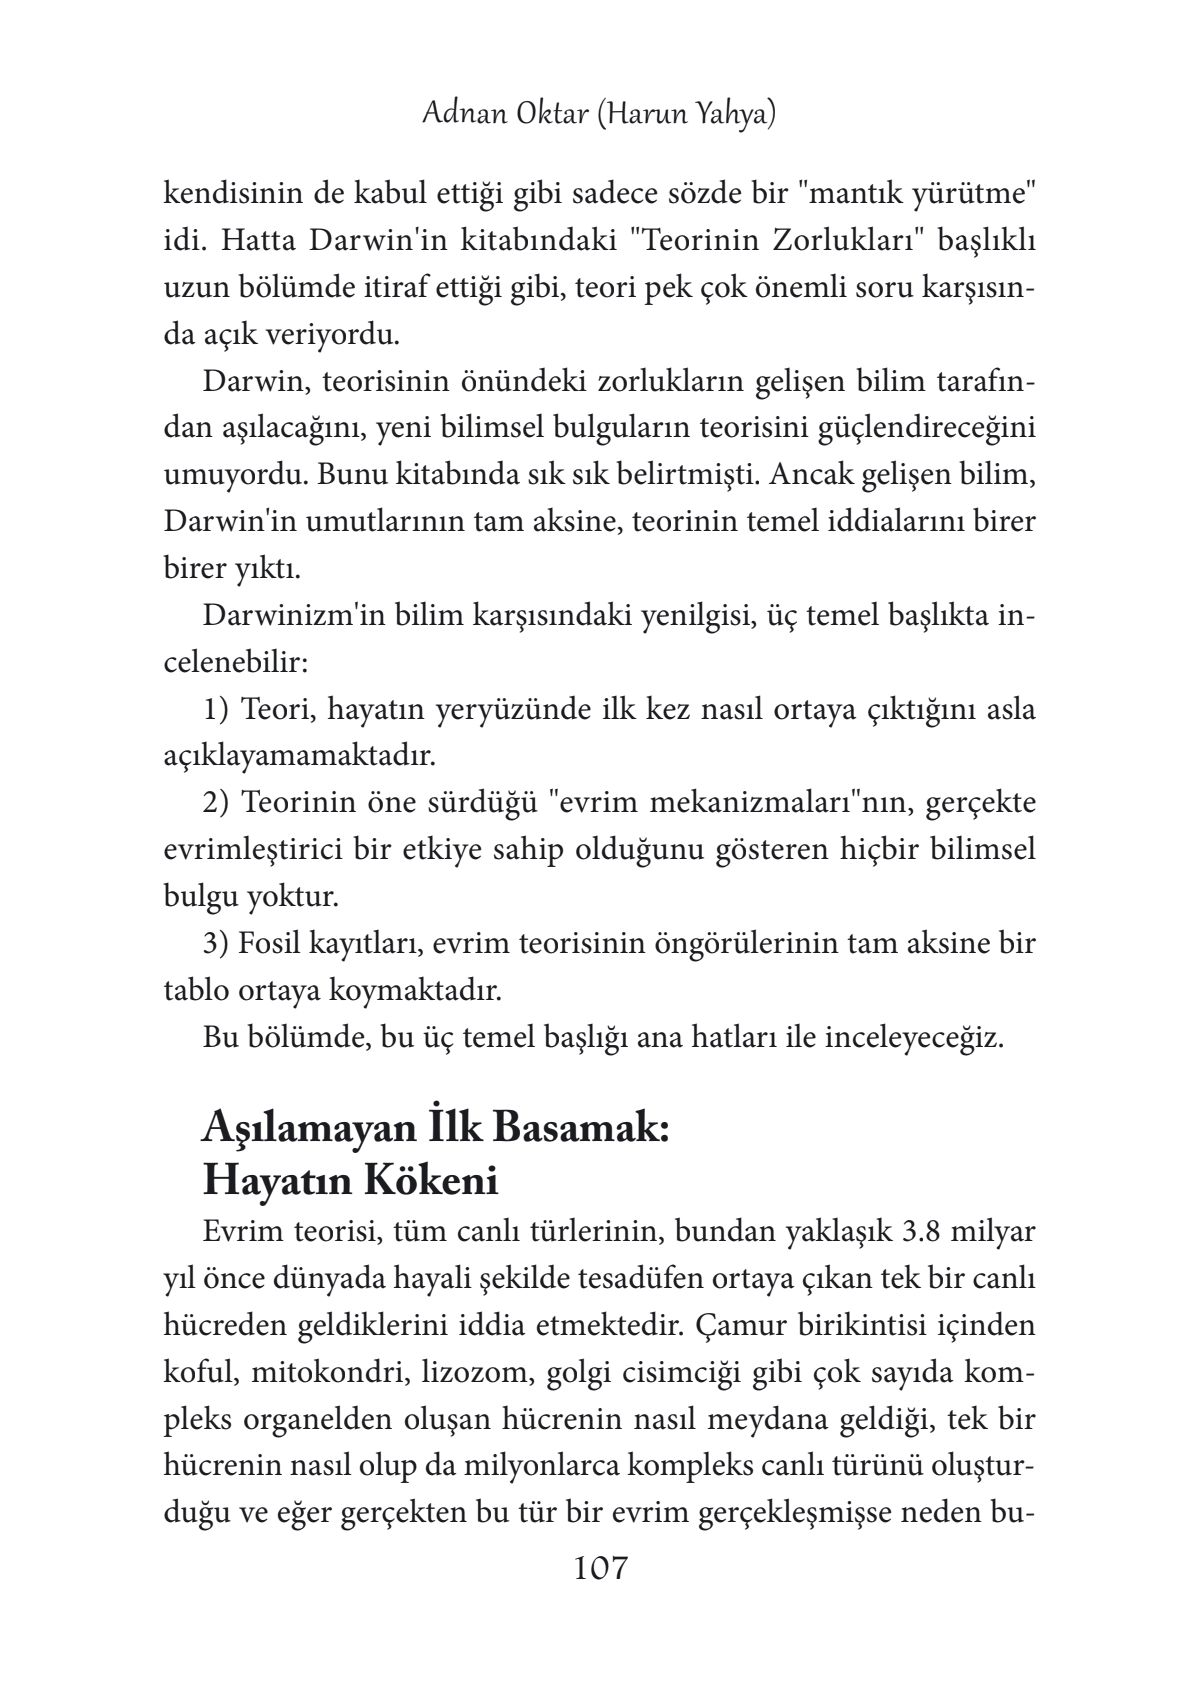 Adnan Oktar (Harun Yahya)
kendisinin de kabul ettiği gibi sadece sözde bir "mantık yürütme"
idi. Hatta Darwin'in kitabındaki "Teorinin Zorlukları" başlıklı
uzun bölümde itiraf ettiği gibi, teori pek çok önemli soru karşısın-
da açık veriyordu.
Darwin, teorisinin önündeki zorlukların gelişen bilim tarafın-
dan aşılacağını, yeni bilimsel bulguların teorisini güçlendireceğini
umuyordu. Bunu kitabında sık sık belirtmişti. Ancak gelişen bilim,
Darwin'in umutlarının tam aksine, teorinin temel iddialarını birer
birer yıktı.
Darwinizm'in bilim karşısındaki yenilgisi, üç temel başlıkta in-
celenebilir:
1) Teori, hayatın yeryüzünde ilk kez nasıl ortaya çıktığını asla
açıklayamamaktadır.
2) Teorinin öne sürdüğü "evrim mekanizmaları"nın, gerçekte
evrimleştirici bir etkiye sahip olduğunu gösteren hiçbir bilimsel
bulgu yoktur.
3) Fosil kayıtları, evrim teorisinin öngörülerinin tam aksine bir
tablo ortaya koymaktadır.
Bu bölümde, bu üç temel başlığı ana hatları ile inceleyeceğiz.
Aşılamayan İlk Basamak:
Hayatın Kökeni
Evrim teorisi, tüm canlı türlerinin, bundan yaklaşık 3.8 milyar
yıl önce dünyada hayali şekilde tesadüfen ortaya çıkan tek bir canlı
hücreden geldiklerini iddia etmektedir. Çamur birikintisi içinden
koful, mitokondri, lizozom, golgi cisimciği gibi çok sayıda kom-
pleks organelden oluşan hücrenin nasıl meydana geldiği, tek bir
hücrenin nasıl olup da milyonlarca kompleks canlı türünü oluştur-
duğu ve eğer gerçekten bu tür bir evrim gerçekleşmişse neden bu-
107